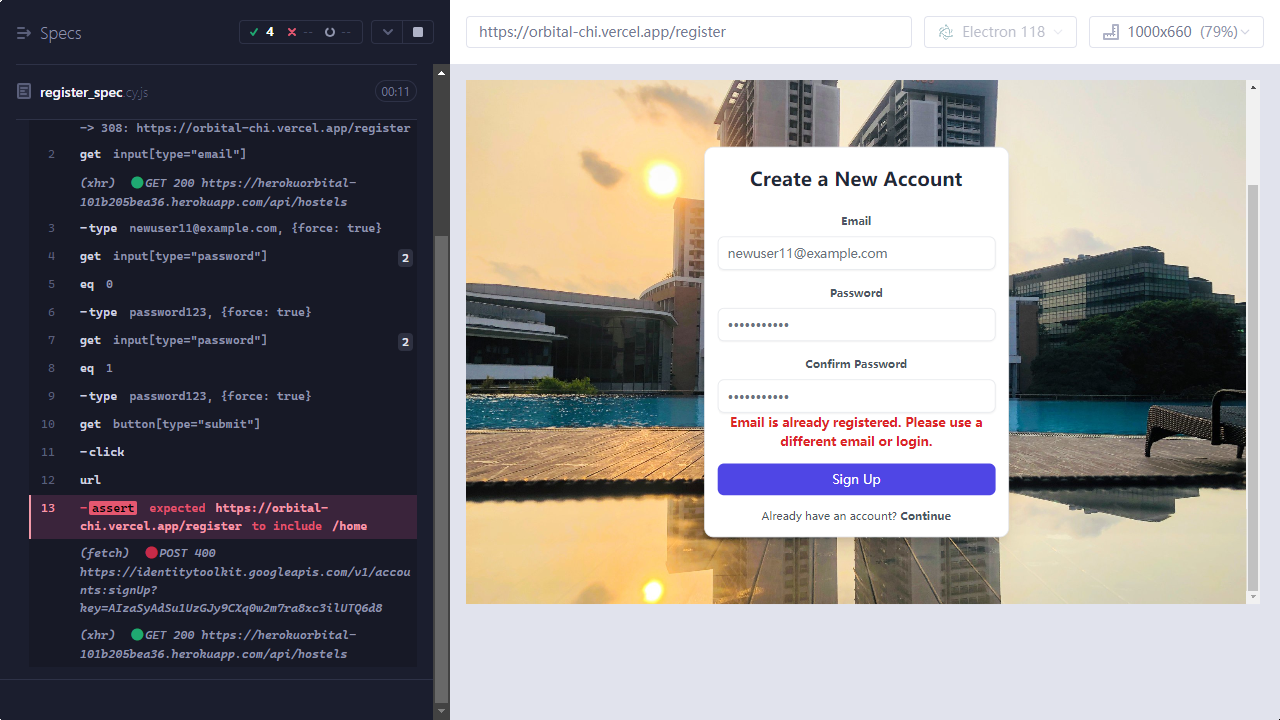 Specs
4
--
--
https://orbital-chi.vercel.app/register
Electron 118
1000x660 (79%)
register_spec.cy.js
00:11
-> 308: https://orbital-chi.vercel.app/register
2 get input[type="email"]
(xhr) GET 200 https://herokuorbital-
101b205bea36.herokuapp.com/api/hostels
3 -type newuser11@example.com, {force: true}
4 get input[type="password"] 2
5 eq 0
6 -type password123, {force: true}
7 get input[type="password"] 2
8 eq 1
9 -type password123, {force: true}
10 get button[type="submit"]
11 -click
12 url
13 -assert expected https://orbital-
chi.vercel.app/register to include /home
(fetch) POST 400
https://identitytoolkit.googleapis.com/v1/accou
nts:signUp?
key=AIzaSyAdSu1UzGJy9CXq0w2m7ra8xc3ilUTQ6d8
(xhr) GET 200 https://herokuorbital-
101b205bea36.herokuapp.com/api/hostels
Create a New Account
Email
newuser11@example.com
Password
•••••••••••
Confirm Password
•••••••••••
Email is already registered. Please use a
different email or login.
Sign Up
Already have an account? Continue